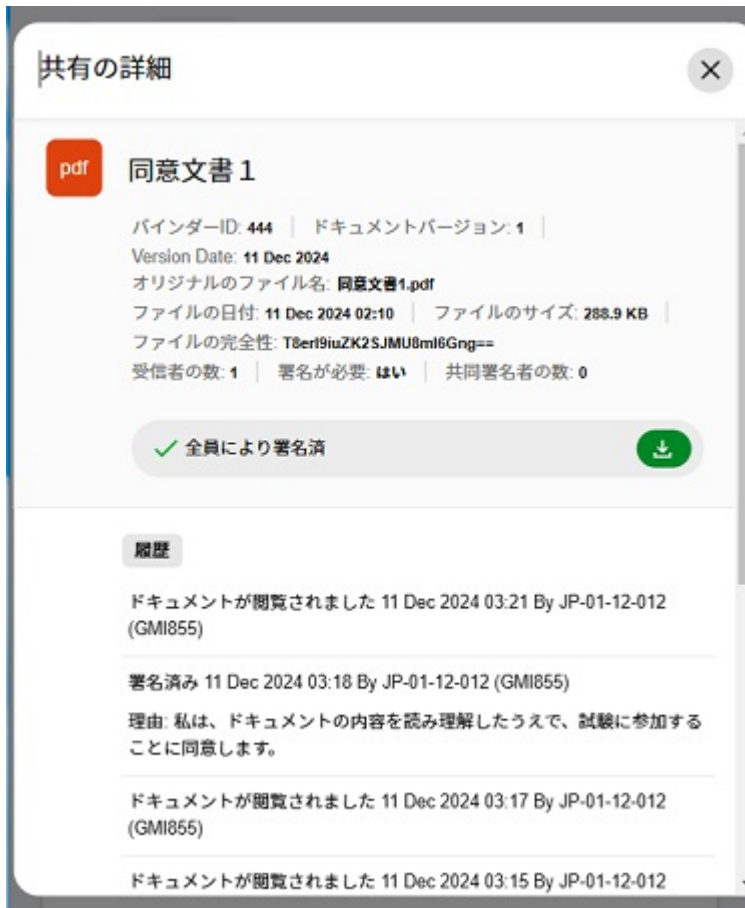 共有の詳細
pdf
同意文書１
バインダーID: 444 ドキュメントバージョン: 1
Version Date: 11 Dec 2024
オリジナルのファイル名: 同意文書1.pdf
ファイルの日付: 11 Dec 2024 02:10 ファイルのサイズ: 288.9 KB
ファイルの完全性: T8erl9iuZK2SJMU8ml6Gng==
受信者の数: 1 署名が必要: はい 共同署名者の数: 0
全員により署名済
履歴
ドキュメントが閲覧されました 11 Dec 2024 03:21 By JP-01-12-012
(GMI855)
署名済み 11 Dec 2024 03:18 By JP-01-12-012 (GMI855)
理由: 私は、ドキュメントの内容を読み理解したうえで、試験に参加する
ことに同意します。
ドキュメントが閲覧されました 11 Dec 2024 03:17 By JP-01-12-012
(GMI855)
ドキュメントが閲覧されました 11 Dec 2024 03:15 By JP-01-12-012